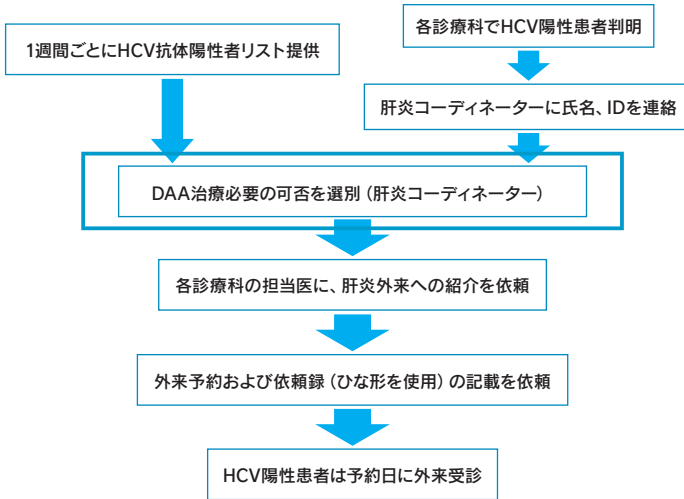 各診療科でHCV陽性患者判明
1週間ごとにHCV抗体陽性者リスト提供
肝炎コーディネーターに氏名、IDを連絡
DAA治療必要の可否を選別（肝炎コーディネーター）
各診療科の担当医に、肝炎外来への紹介を依頼
外来予約および依頼録（ひな形を使用）の記載を依頼
HCV陽性患者は予約日に外来受診